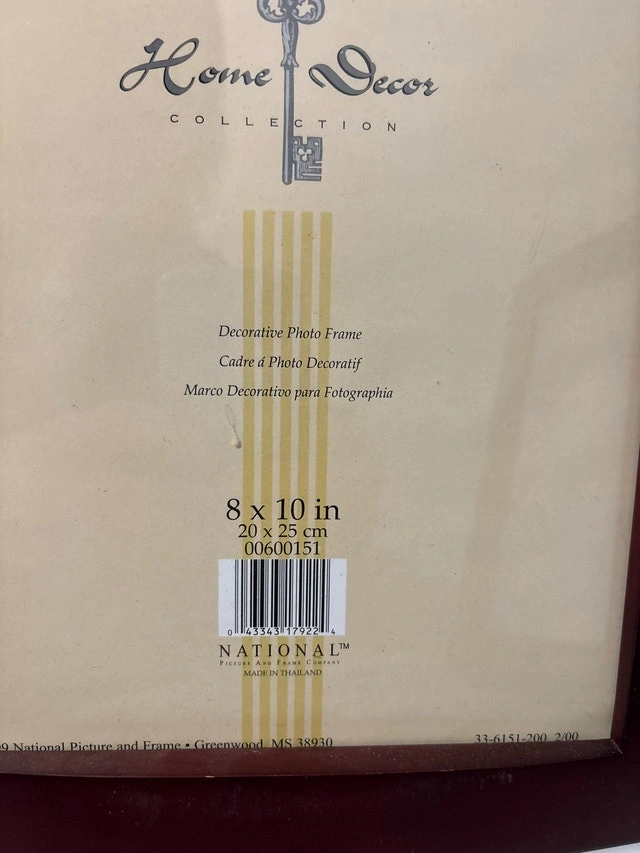 Home Decor
COLLECTION
Decorative Photo Frame
Cadre á Photo Decoratif
Marco Decorativo para Fotographia
8 x 10 in
20 x 25 cm
00600151
0 43343 17922 4
NATIONAL™
PICTURE AND FRAME COMPANY
MADE IN THAILAND
9 National Picture and Frame • Greenwood, MS 38930
33-6151-200 2/00